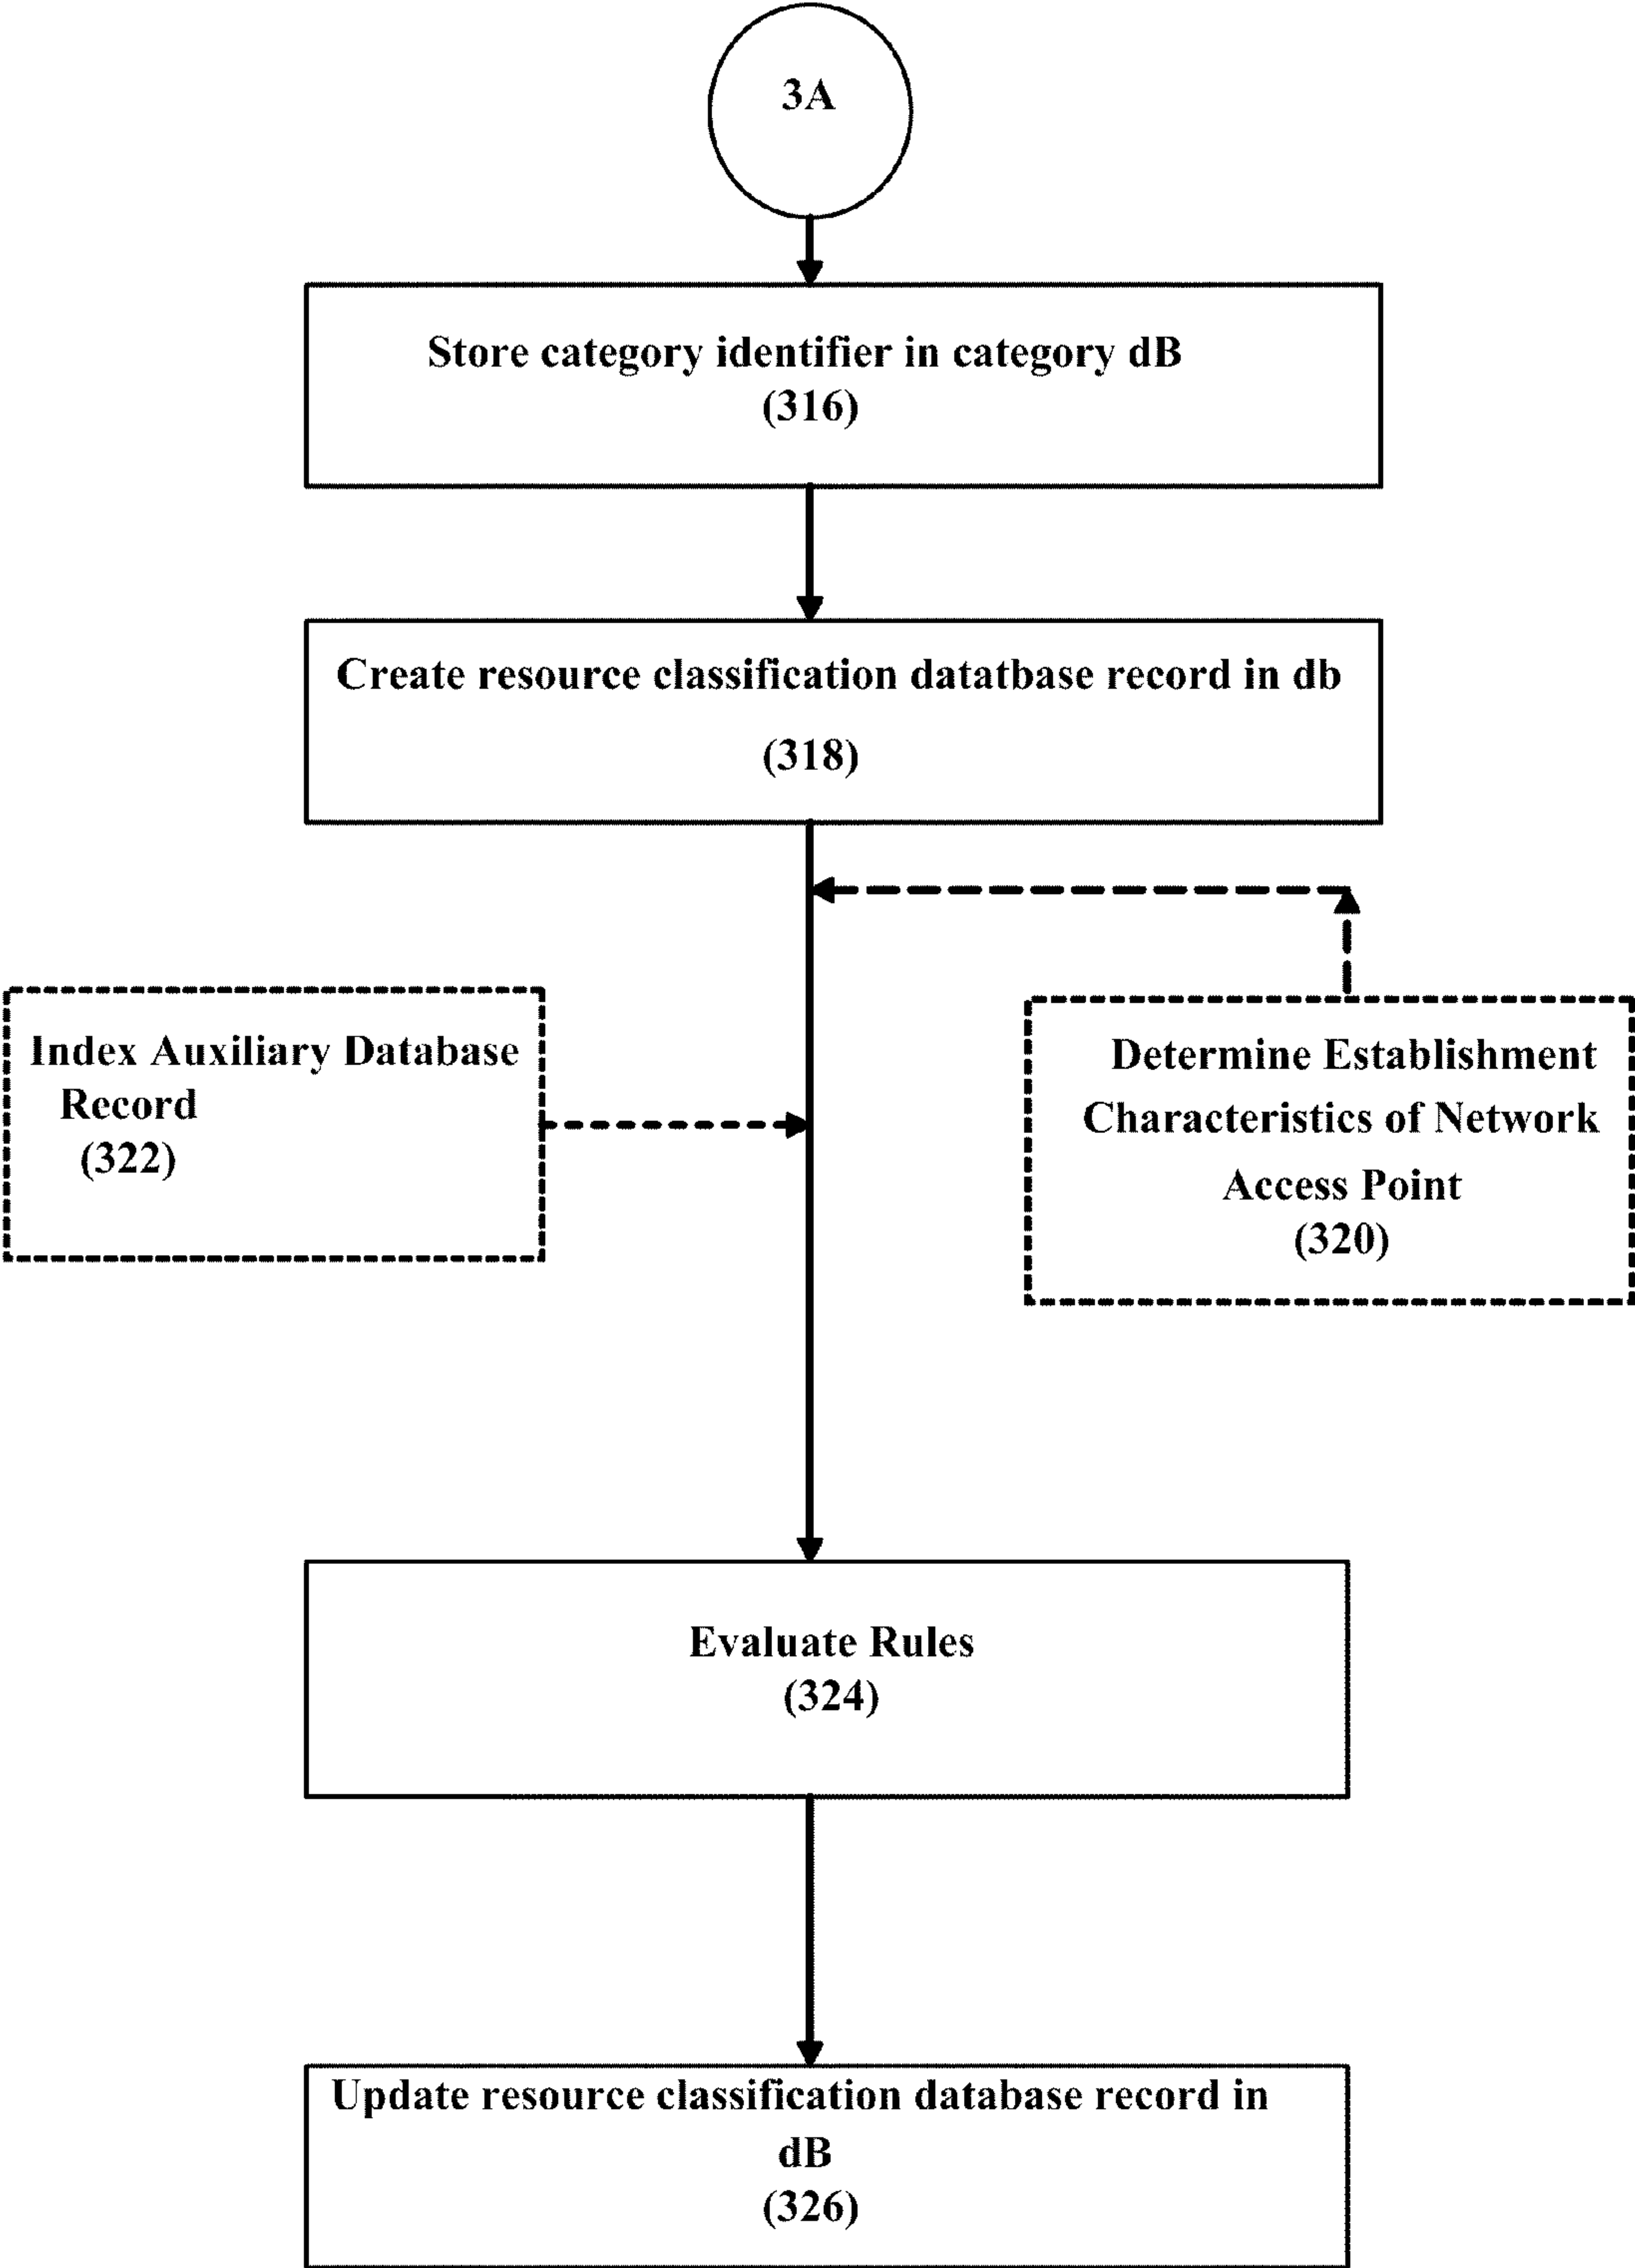 3A
Store category identifier in category dB
(316)
Create resource classification datatbase record in db
(318)
Index Auxiliary Database
Record
(322)
Determine Establishment
Characteristics of Network
Access Point
(320)
Evaluate Rules
(324)
Update resource classification database record in
dB
(326)